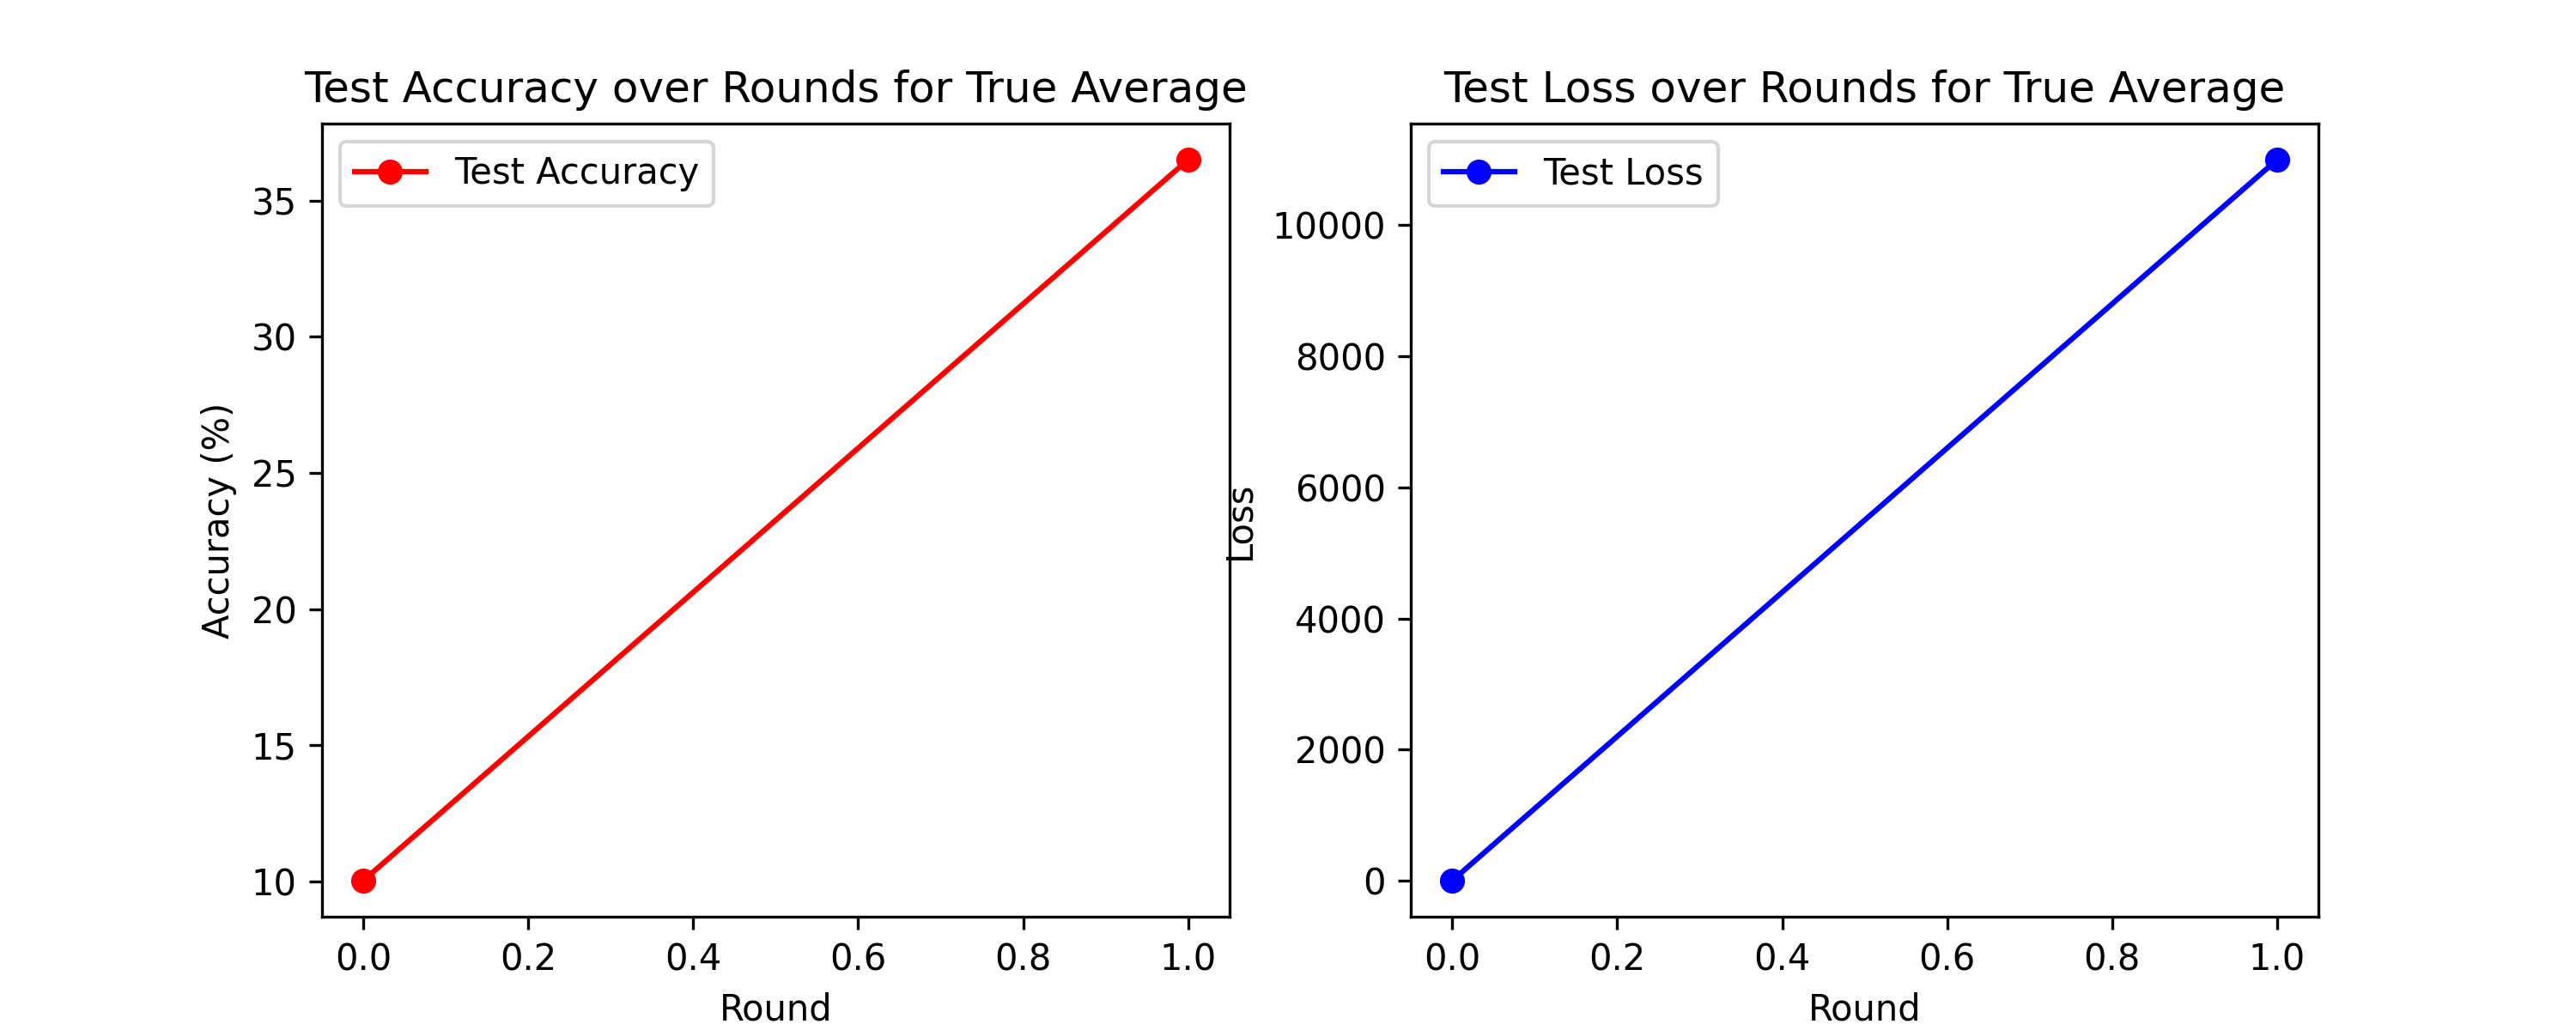 Test Accuracy over Rounds for True Average
Test Accuracy
35
30
25
20
15
10
Accuracy (%)
0.0 0.2 0.4 0.6 0.8 1.0
Round
Test Loss over Rounds for True Average
Test Loss
10000
8000
6000
4000
2000
0
Loss
0.0 0.2 0.4 0.6 0.8 1.0
Round